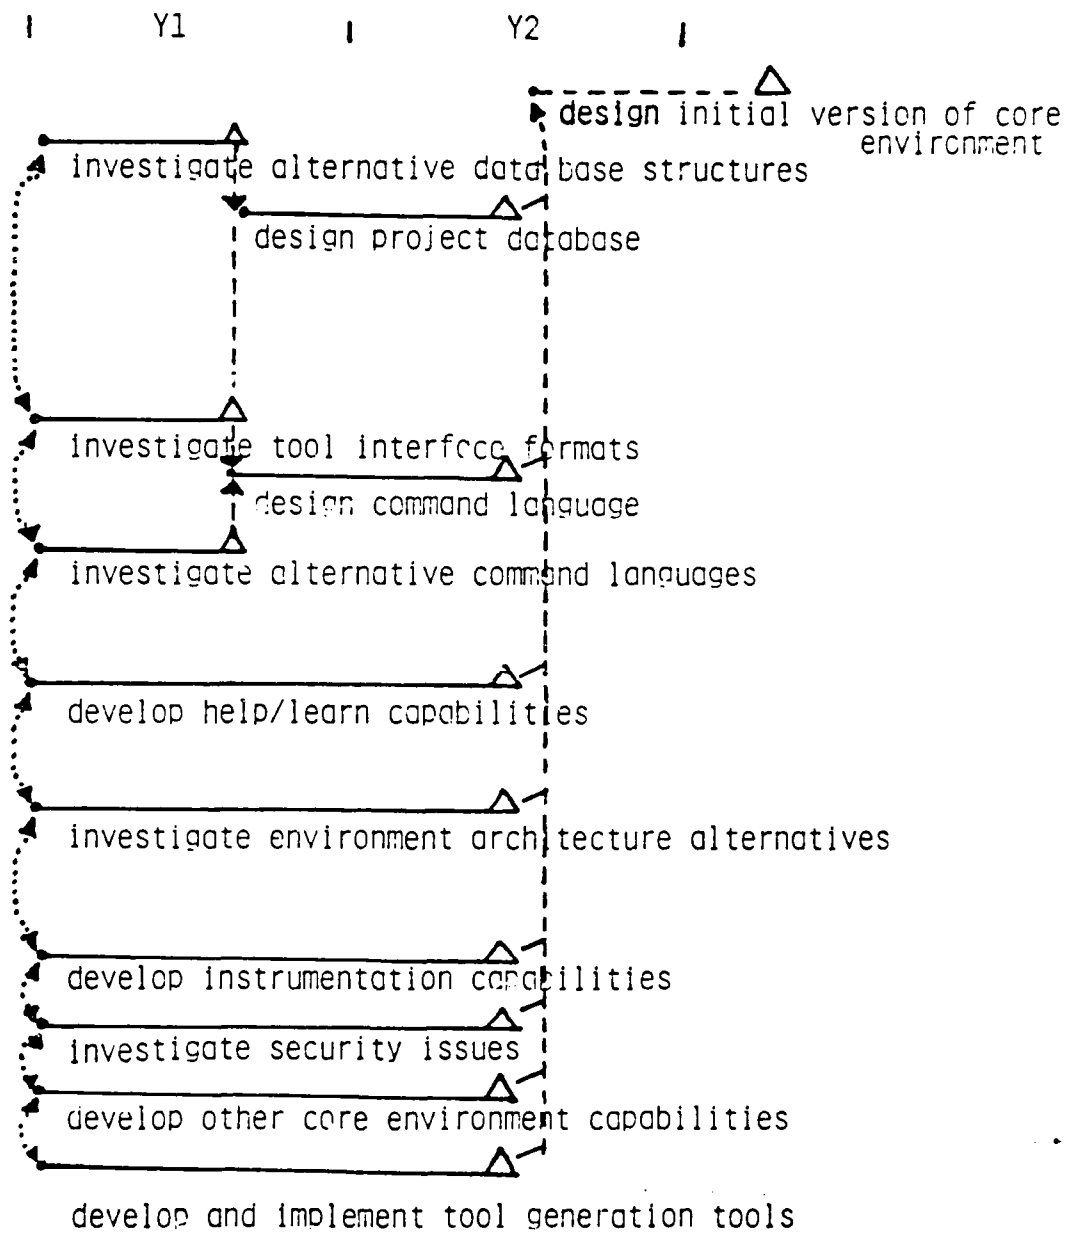 Y1 Y2
design initial version of core
environment
investigate alternative data base structures
design project database
investigate tool interface formats
design command language
investigate alternative command languages
develop help/learn capabilities
investigate environment architecture alternatives
develop instrumentation capabilities
investigate security issues
develop other core environment capabilities
develop and implement tool generation tools